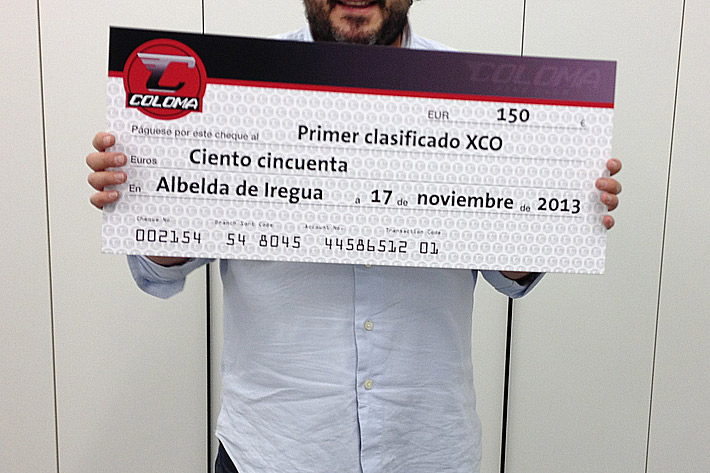 COLOMA
COLOMA
EUR 150 €
Páguese por este cheque al Primer clasificado XCO
Euros Ciento cincuenta
En Albelda de Iregua a 17 de noviembre de 2013
Cheque No Branch Sort Code Account No. Transaction Code
002154 54 8045 44586512 01